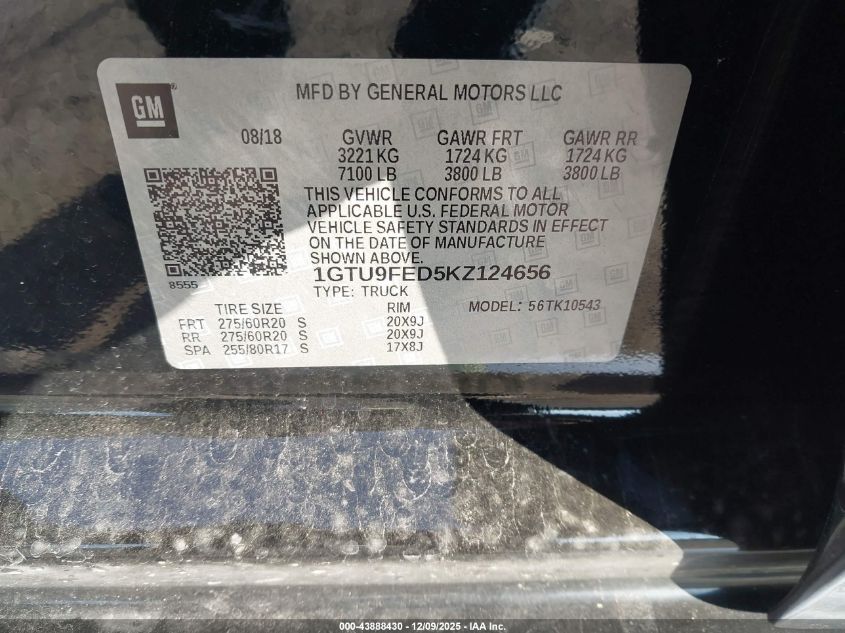 GM
MFD BY GENERAL MOTORS LLC
08/18 GVWR GAWR FRT GAWR RR
3221 KG 1724 KG 1724 KG
7100 LB 3800 LB 3800 LB
THIS VEHICLE CONFORMS TO ALL
APPLICABLE U.S. FEDERAL MOTOR
VEHICLE SAFETY STANDARDS IN EFFECT
ON THE DATE OF MANUFACTURE
SHOWN ABOVE.
8555
1GTU9FED5KZ124656
TYPE: TRUCK
TIRE SIZE RIM MODEL: 56TK10543
FRT 275/60R20 S 20X9J
RR 275/60R20 S 20X9J
SPA 255/80R17 S 17X8J
000-43888430 - 12/09/2025 - IAA Inc.